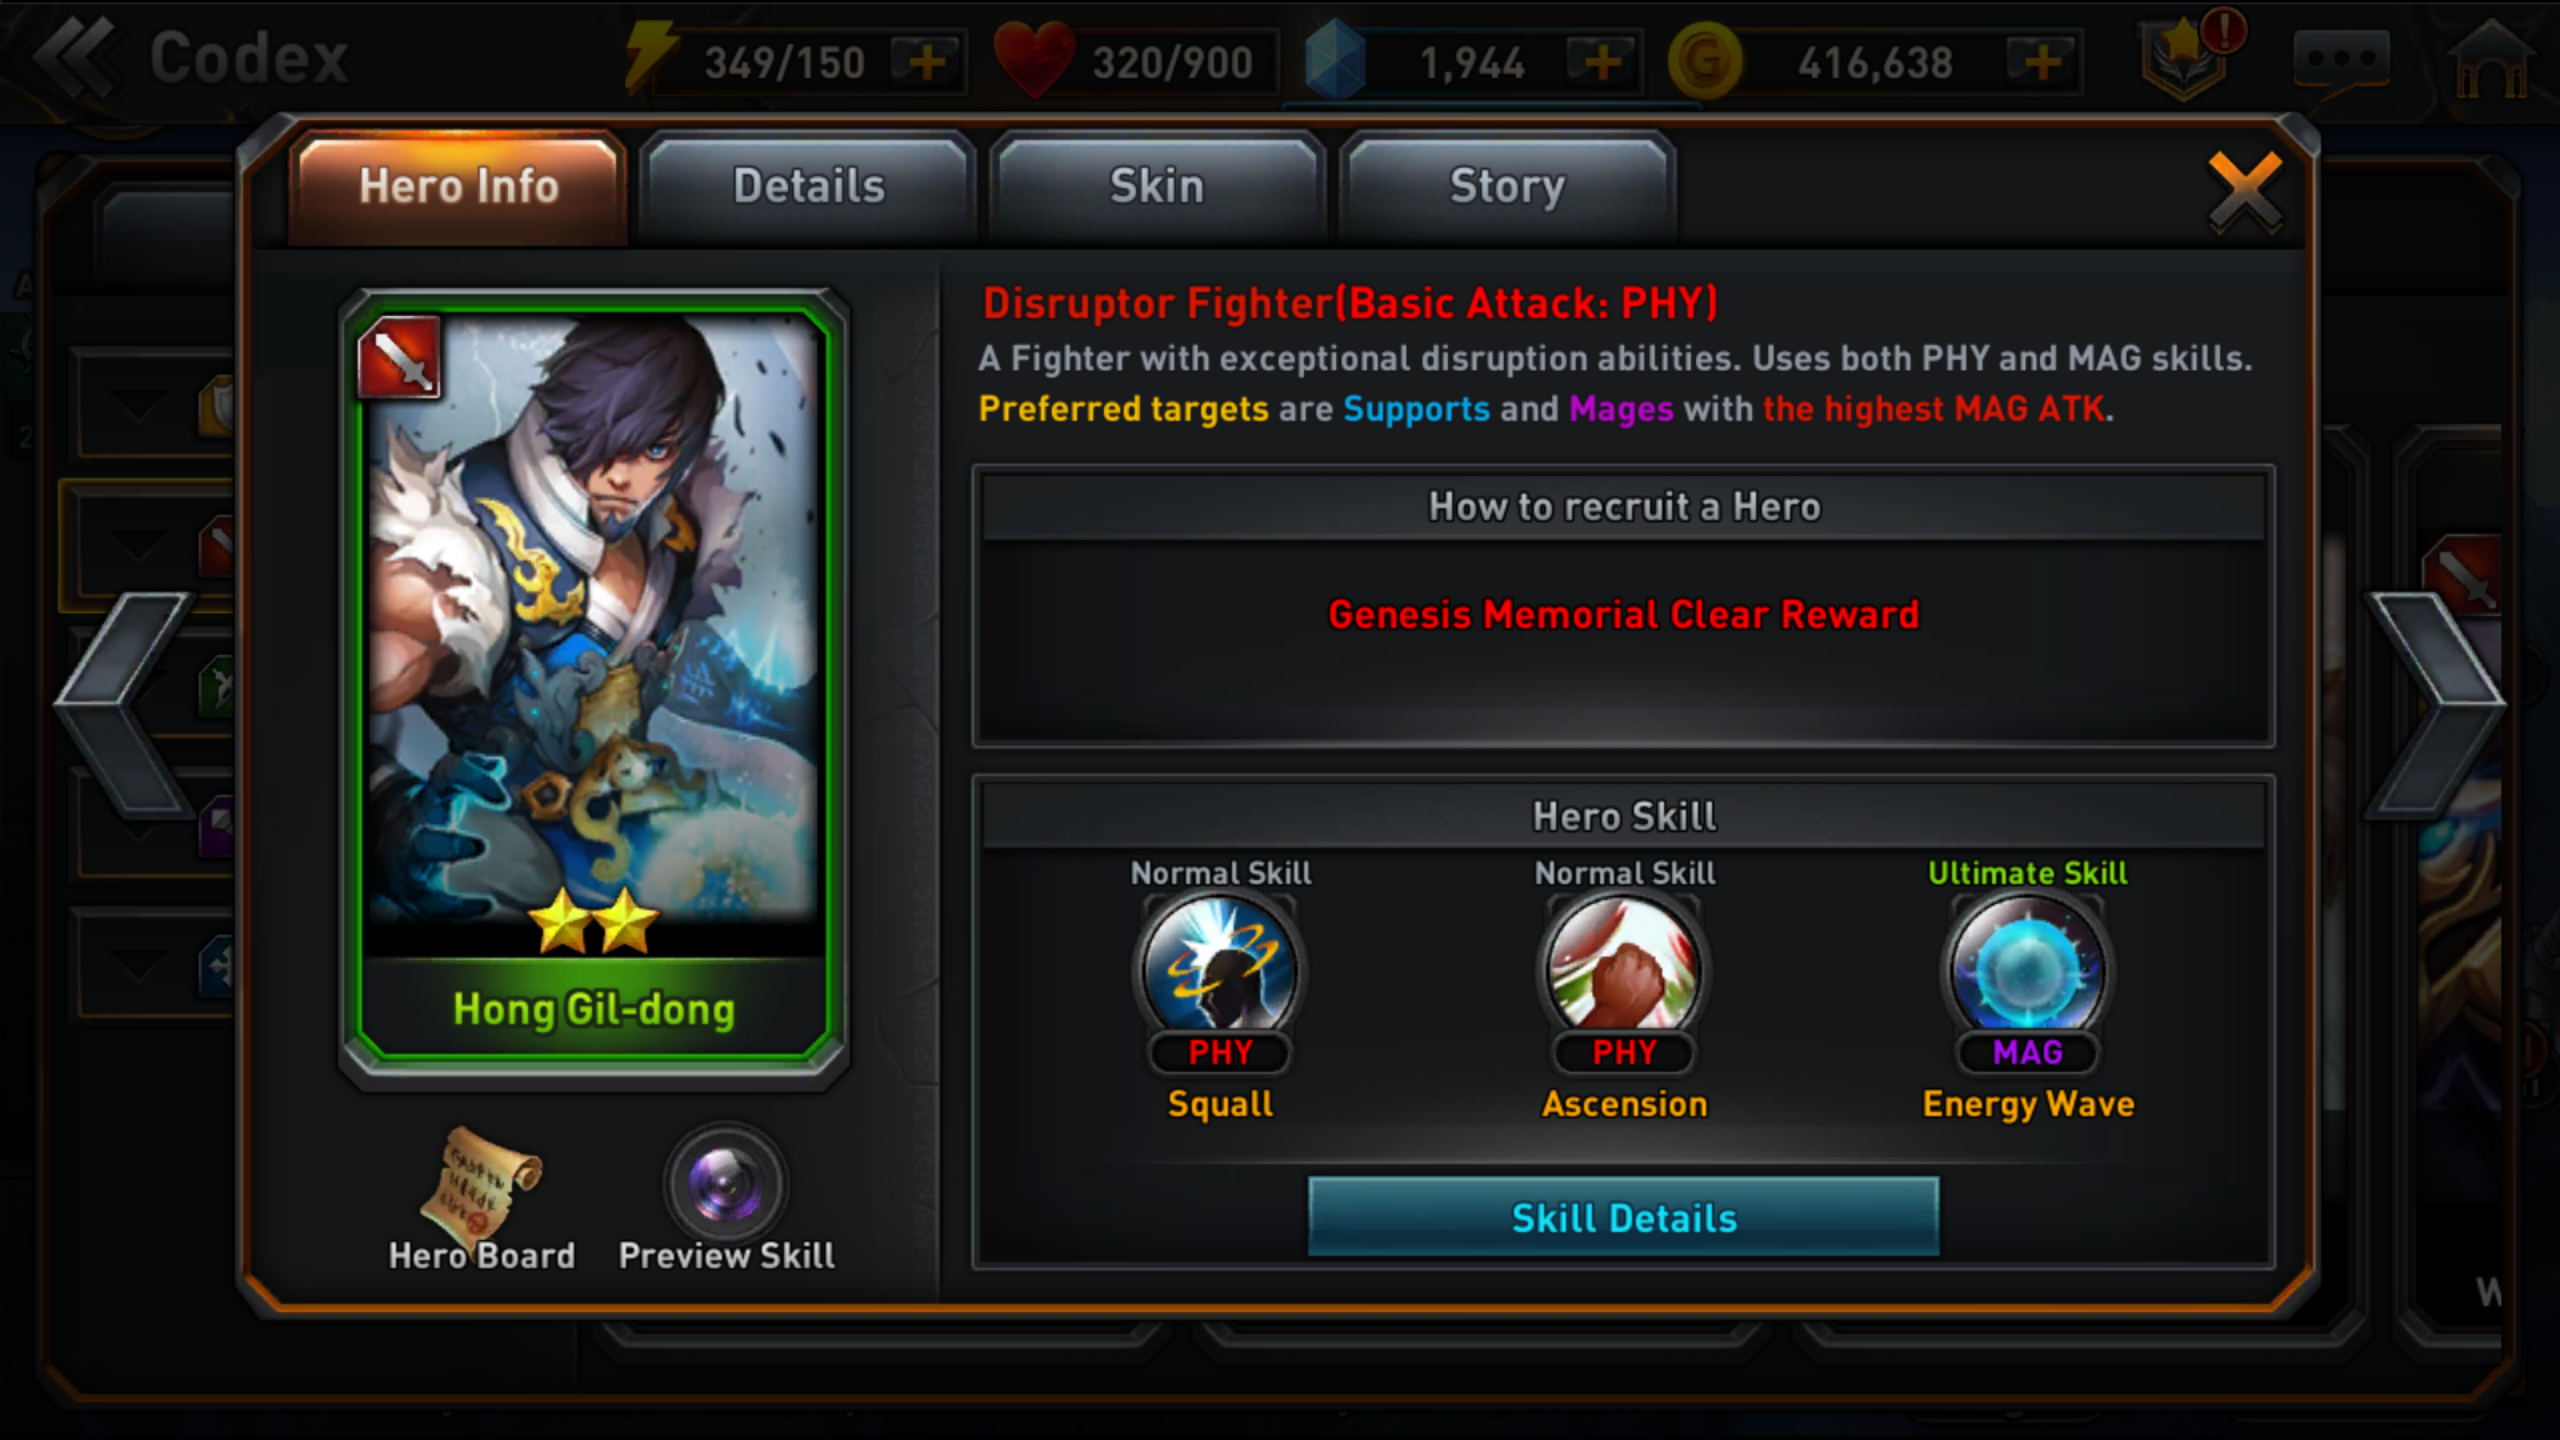 Codex
349/150
320/900
1,944
416,638
Hero Info
Details
Skin
Story
Disruptor Fighter(Basic Attack: PHY)
A Fighter with exceptional disruption abilities. Uses both PHY and MAG skills.
Preferred targets are Supports and Mages with the highest MAG ATK.
How to recruit a Hero
Genesis Memorial Clear Reward
Hong Gil-dong
Hero Board
Preview Skill
Hero Skill
Normal Skill
Normal Skill
Ultimate Skill
PHY
PHY
MAG
Squall
Ascension
Energy Wave
Skill Details